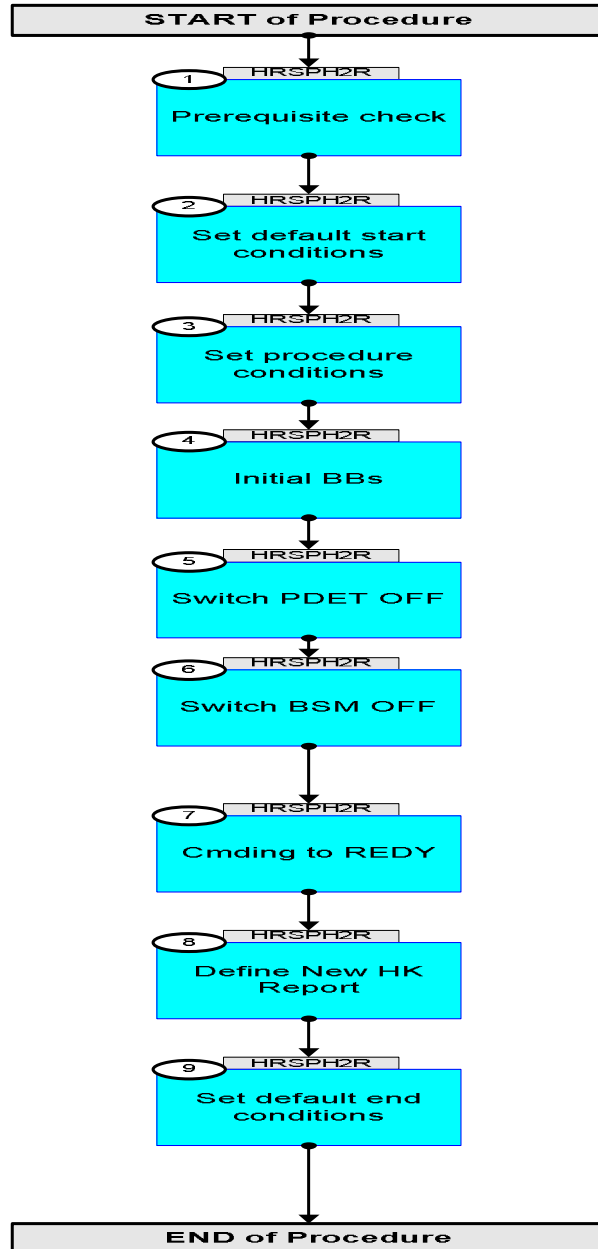 START of Procedure
HRSPH2R
1
Prerequisite check
HRSPH2R
2
Set default start
conditions
HRSPH2R
3
Set procedure
conditions
HRSPH2R
4
Initial BBs
HRSPH2R
5
Switch PDET OFF
HRSPH2R
6
Switch BSM OFF
HRSPH2R
7
Cmding to REDY
HRSPH2R
8
Define New HK
Report
HRSPH2R
9
Set default end
conditions
END of Procedure